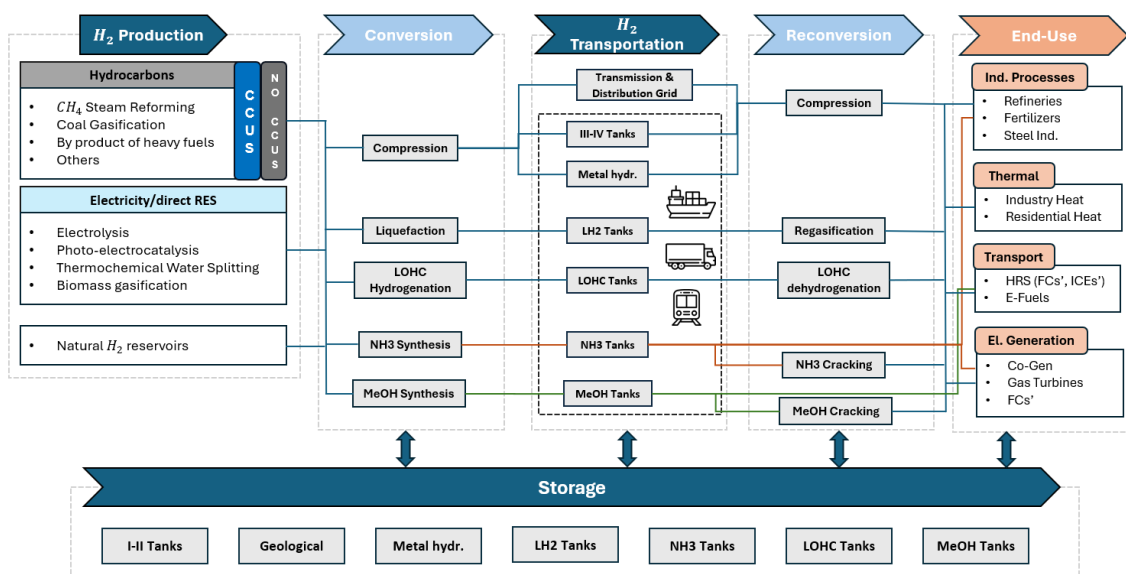 H₂ Production
Conversion
H₂
Transportation
Reconversion
End-Use
Hydrocarbons
• CH₄ Steam Reforming
• Coal Gasification
• By product of heavy fuels
• Others
CCUS
NO CCUS
Electricity/direct RES
• Electrolysis
• Photo-electrocatalysis
• Thermochemical Water Splitting
• Biomass gasification
• Natural H₂ reservoirs
Compression
Liquefaction
LOHC
Hydrogenation
NH3 Synthesis
MeOH Synthesis
Transmission &
Distribution Grid
III-IV Tanks
Metal hydr.
LH2 Tanks
LOHC Tanks
NH3 Tanks
MeOH Tanks
Compression
Regasification
LOHC
dehydrogenation
NH3 Cracking
MeOH Cracking
Ind. Processes
• Refineries
• Fertilizers
• Steel Ind.
Thermal
• Industry Heat
• Residential Heat
Transport
• HRS (FCs', ICEs')
• E-Fuels
El. Generation
• Co-Gen
• Gas Turbines
• FCs'
Storage
I-II Tanks
Geological
Metal hydr.
LH2 Tanks
NH3 Tanks
LOHC Tanks
MeOH Tanks